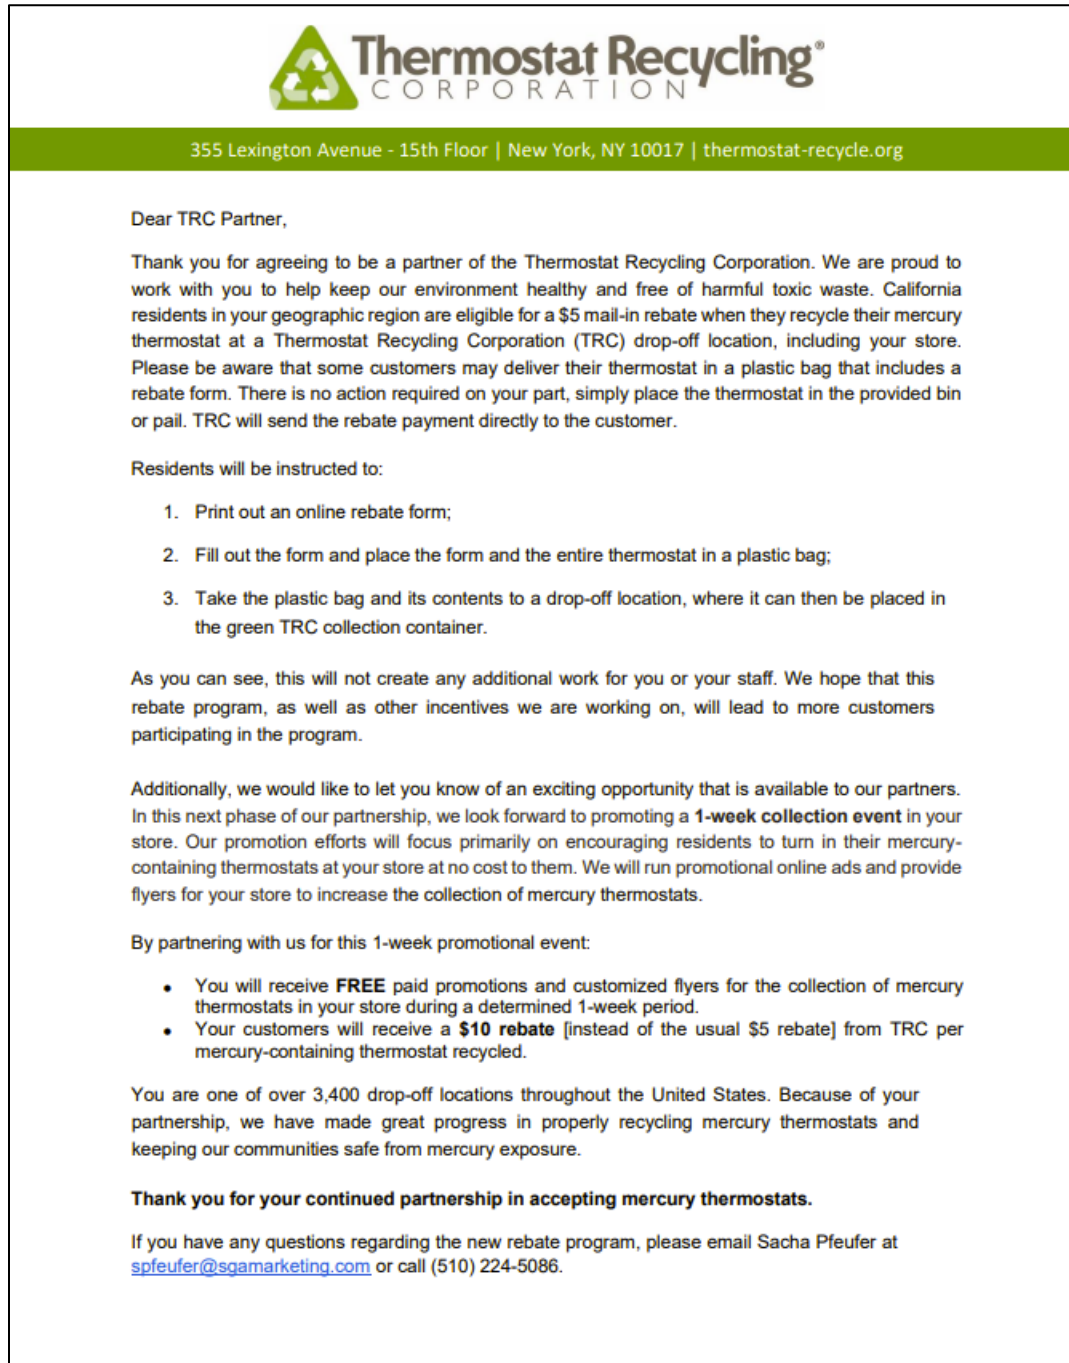 Thermostat Recycling®
CORPORATION
355 Lexington Avenue - 15th Floor | New York, NY 10017 | thermostat-recycle.org
Dear TRC Partner,
Thank you for agreeing to be a partner of the Thermostat Recycling Corporation. We are proud to
work with you to help keep our environment healthy and free of harmful toxic waste. California
residents in your geographic region are eligible for a $5 mail-in rebate when they recycle their mercury
thermostat at a Thermostat Recycling Corporation (TRC) drop-off location, including your store.
Please be aware that some customers may deliver their thermostat in a plastic bag that includes a
rebate form. There is no action required on your part, simply place the thermostat in the provided bin
or pail. TRC will send the rebate payment directly to the customer.
Residents will be instructed to:
1. Print out an online rebate form;
2. Fill out the form and place the form and the entire thermostat in a plastic bag;
3. Take the plastic bag and its contents to a drop-off location, where it can then be placed in
the green TRC collection container.
As you can see, this will not create any additional work for you or your staff. We hope that this
rebate program, as well as other incentives we are working on, will lead to more customers
participating in the program.
Additionally, we would like to let you know of an exciting opportunity that is available to our partners.
In this next phase of our partnership, we look forward to promoting a 1-week collection event in your
store. Our promotion efforts will focus primarily on encouraging residents to turn in their mercury-
containing thermostats at your store at no cost to them. We will run promotional online ads and provide
flyers for your store to increase the collection of mercury thermostats.
By partnering with us for this 1-week promotional event:
• You will receive FREE paid promotions and customized flyers for the collection of mercury
thermostats in your store during a determined 1-week period.
• Your customers will receive a $10 rebate [instead of the usual $5 rebate] from TRC per
mercury-containing thermostat recycled.
You are one of over 3,400 drop-off locations throughout the United States. Because of your
partnership, we have made great progress in properly recycling mercury thermostats and
keeping our communities safe from mercury exposure.
Thank you for your continued partnership in accepting mercury thermostats.
If you have any questions regarding the new rebate program, please email Sacha Pfeufer at
spfeufer@sgamarketing.com or call (510) 224-5086.